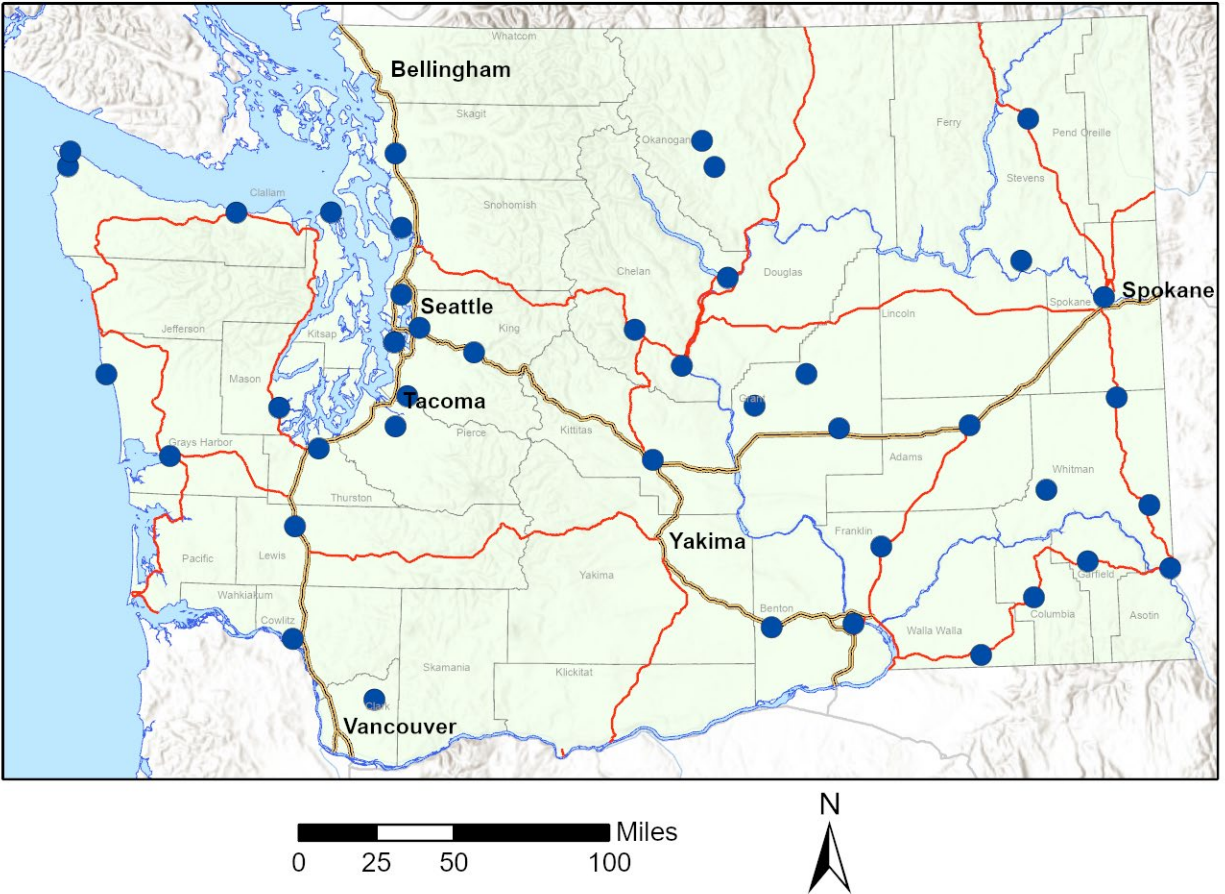 Whatcom
Bellingham
Skagit
Okanogan
Ferry
Pend Oreille
Stevens
Clallam
Snohomish
Chelan
Douglas
Spokane
Spokane
Seattle
Lincoln
Jefferson
Kitsap
King
Mason
Tacoma
Grant
Grays Harbor
Pierce
Kittitas
Adams
Whitman
Thurston
Yakima
Franklin
Pacific
Lewis
Yakima
Garfield
Wahkiakum
Benton
Columbia
Asotin
Cowlitz
Walla Walla
Skamania
Klickitat
Clark
Vancouver
N
Miles
0 25 50 100